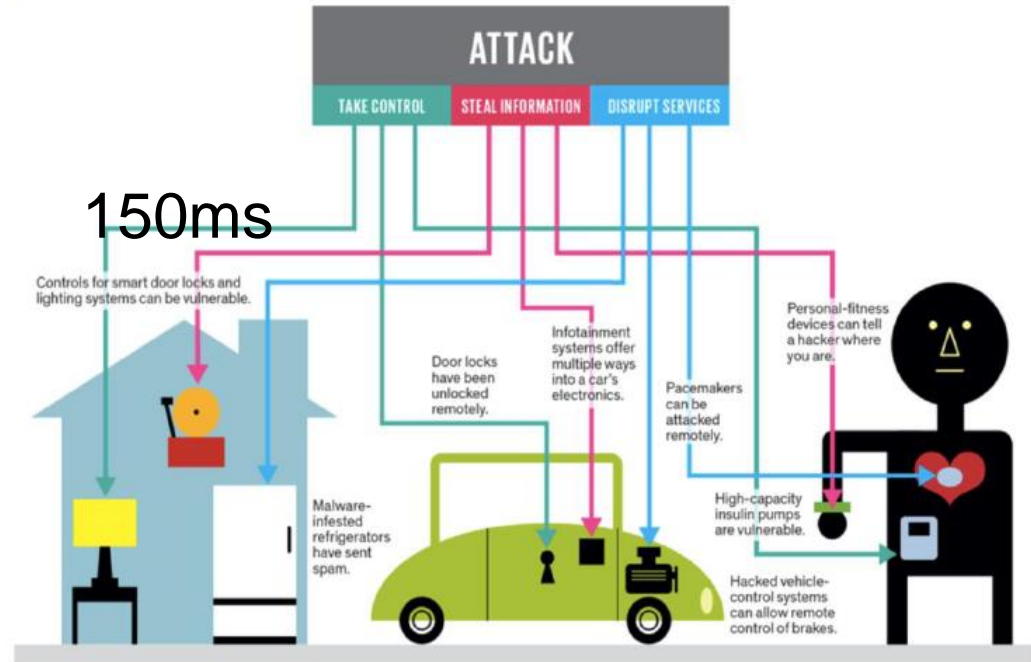 ATTACK
TAKE CONTROL
STEAL INFORMATION
DISRUPT SERVICES
150ms
Controls for smart door locks and
lighting systems can be vulnerable.
Door locks
have been
unlocked
remotely.
Infotainment
systems offer
multiple ways
into a car's
electronics.
Pacemakers
can be
attacked
remotely.
Personal-fitness
devices can tell
a hacker where
you are.
Malware-
infested
refrigerators
have sent
spam.
High-capacity
insulin pumps
are vulnerable.
Hacked vehicle-
control systems
can allow remote
control of brakes.